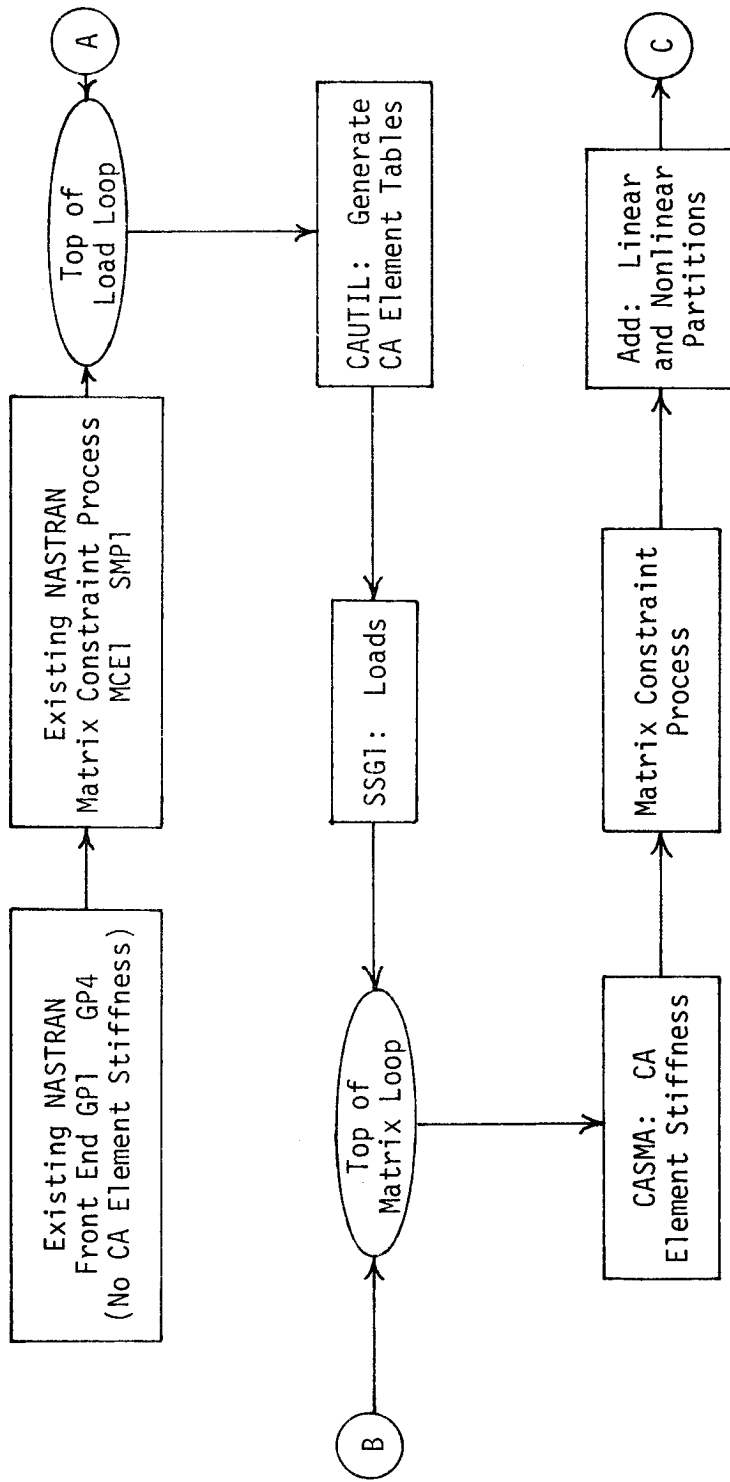 Existing NASTRAN
Front End GP1 GP4
(No CA Element Stiffness)
Existing NASTRAN
Matrix Constraint Process
MCE1 SMP1
Top of
Load Loop
A
CAUTIL: Generate
CA Element Tables
SSG1: Loads
Top of
Matrix Loop
B
CASMA: CA
Element Stiffness
Matrix Constraint
Process
Add: Linear
and Nonlinear
Partitions
C